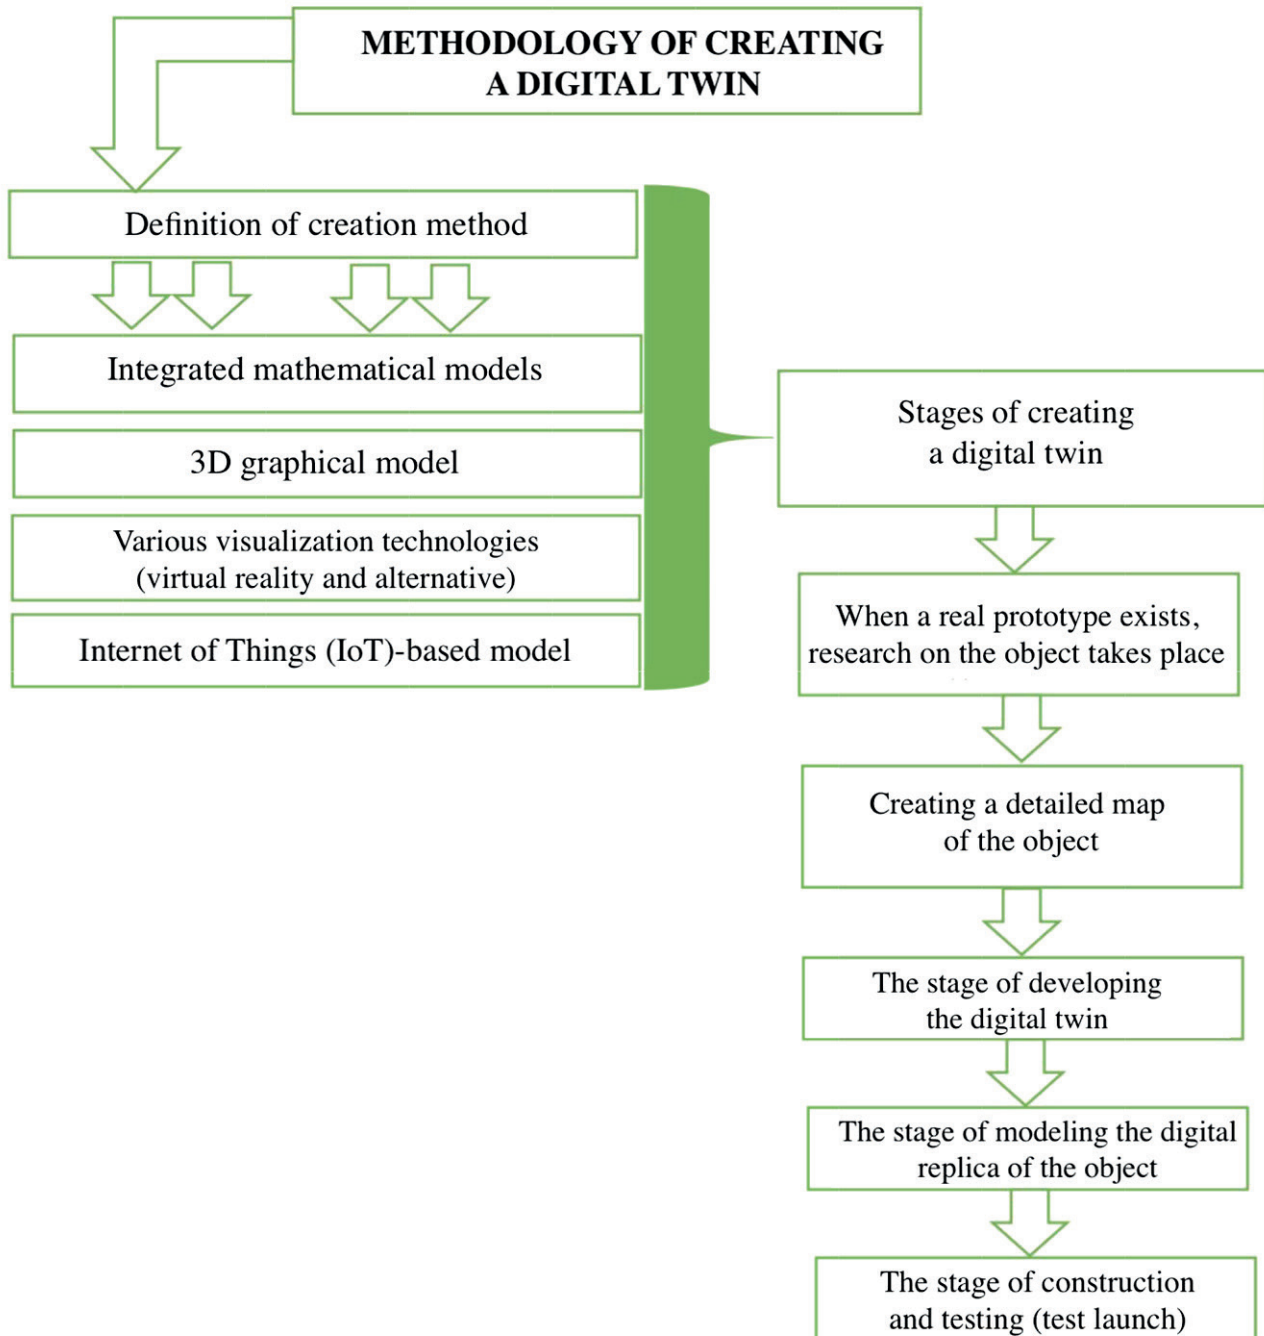 METHODOLOGY OF CREATING
A DIGITAL TWIN
Definition of creation method
Integrated mathematical models
3D graphical model
Various visualization technologies
(virtual reality and alternative)
Internet of Things (IoT)-based model
Stages of creating
a digital twin
When a real prototype exists,
research on the object takes place
Creating a detailed map
of the object
The stage of developing
the digital twin
The stage of modeling the digital
replica of the object
The stage of construction
and testing (test launch)